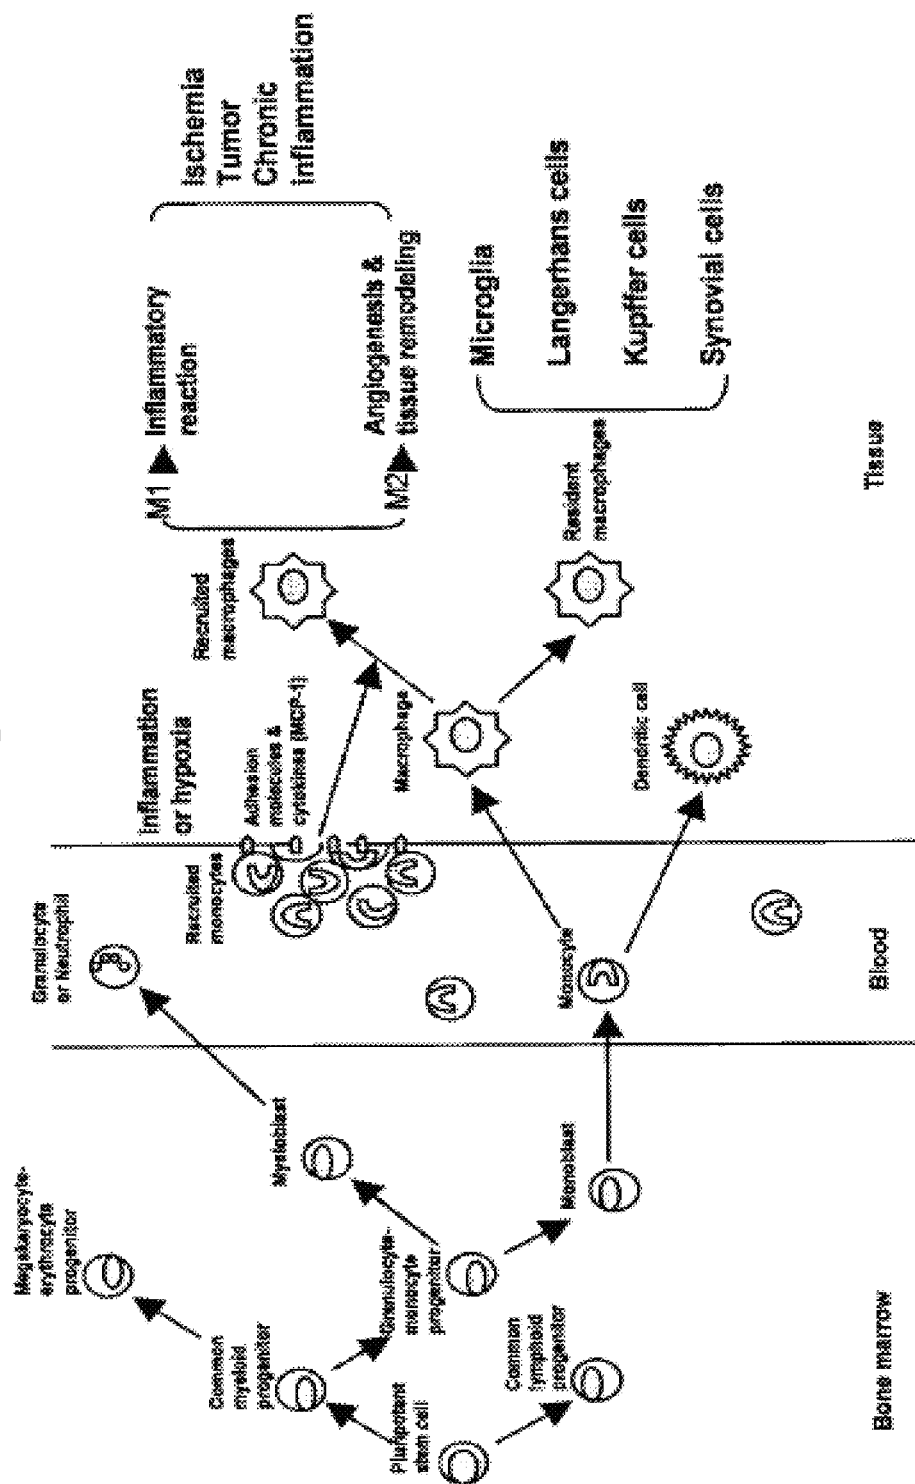 Megakaryocyte-
erythrocyte
progenitor
Granulocyte
or Neutrophil
Common
myeloid
progenitor
Myeloblast
Recruited
monocytes
Inflammation
or hypoxia
Adhesion
molecules &
cytokines (MCP-1)
Recruited
macrophages
M1
Inflammatory
reaction
Ischemia
Tumor
Chronic
inflammation
Pluripotent
stem cell
Granulocyte-
monocyte
progenitor
Macrophage
M2
Angiogenesis &
tissue remodeling
Common
lymphoid
progenitor
Monoblast
Monocyte
Dendritic cell
Resident
macrophages
Microglia
Langerhans cells
Kupffer cells
Synovial cells
Bone marrow
Blood
Tissue